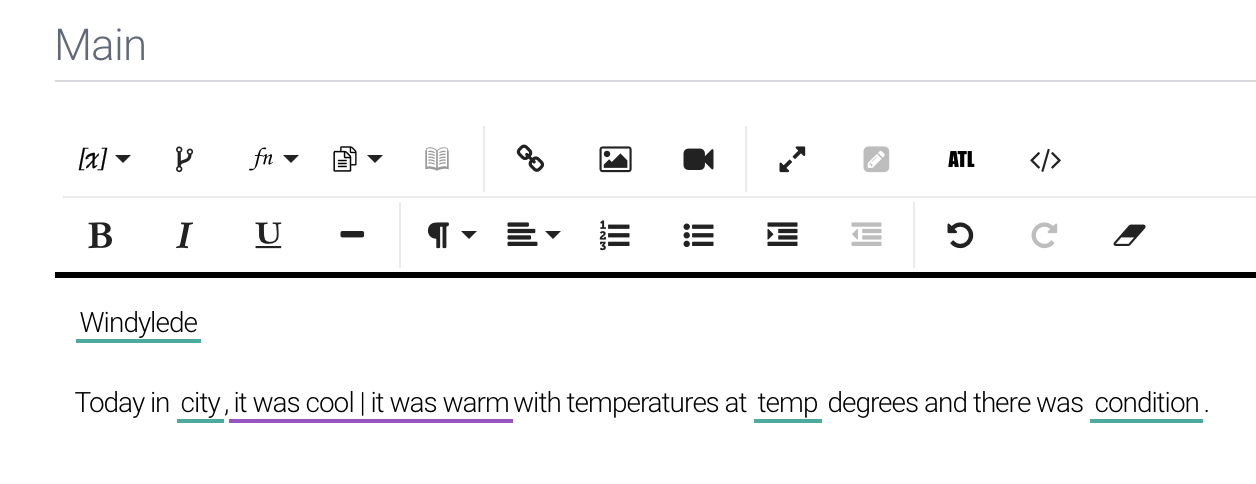 Main
[x] fn ATL </>
B I U
Windylede
Today in city, it was cool | it was warm with temperatures at temp degrees and there was condition.